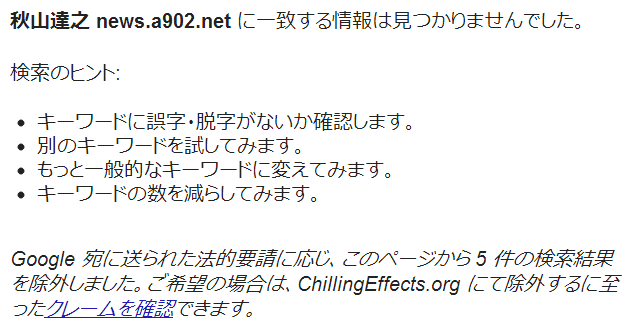 秋山達之 news.a902.net に一致する情報は見つかりませんでした。
検索のヒント:
• キーワードに誤字・脱字がないか確認します。
• 別のキーワードを試してみます。
• もっと一般的なキーワードに変えてみます。
• キーワードの数を減らしてみます。
Google 宛に送られた法的要請に応じ、このページから 5 件の検索結果
を除外しました。ご希望の場合は、ChillingEffects.org にて除外するに至
ったクレームを確認できます。